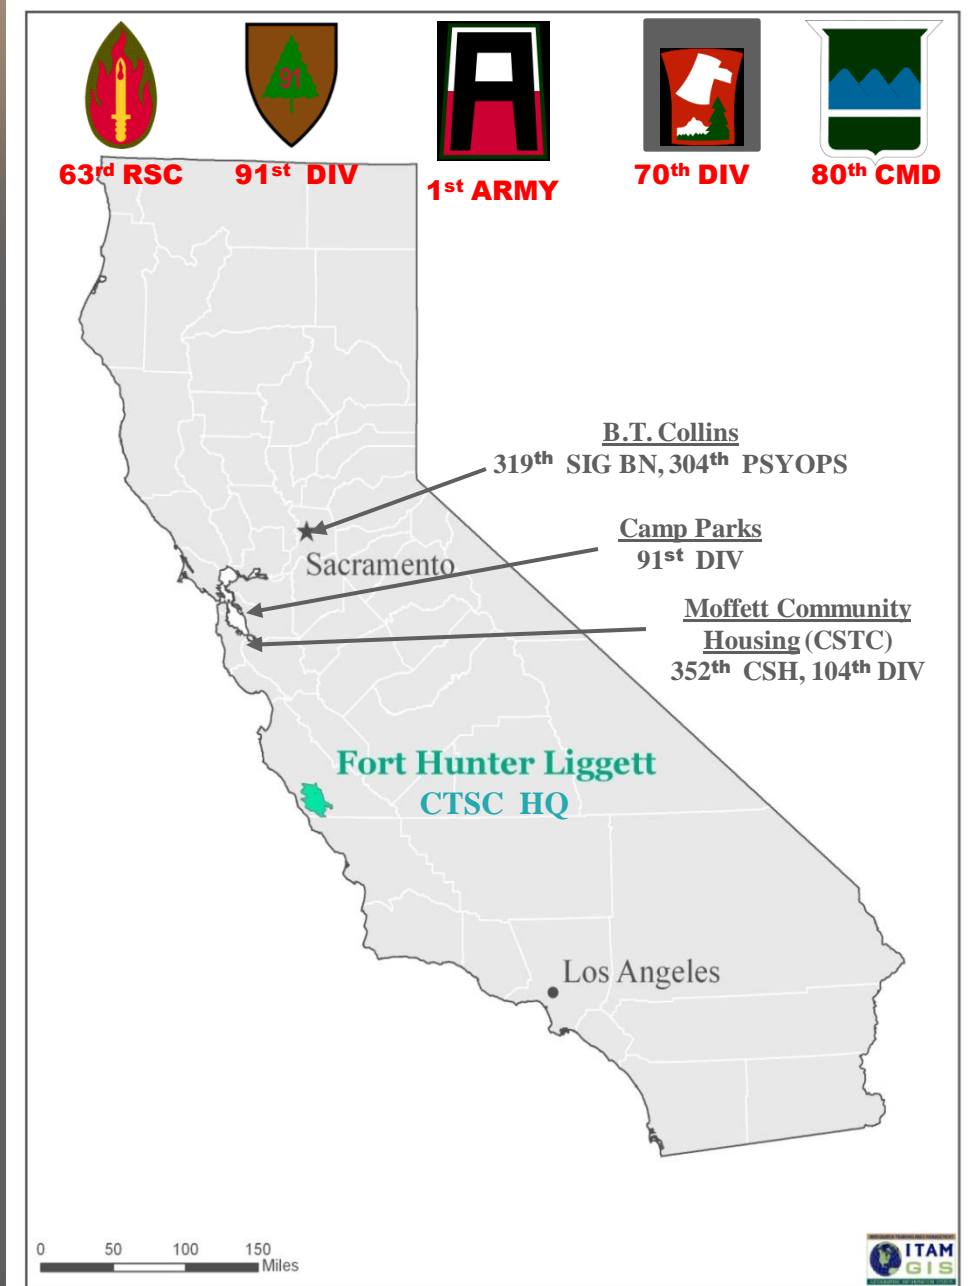 91
63rd RSC
91st DIV
1st ARMY
70th DIV
80th CMD
B.T. Collins
319th SIG BN, 304th PSYOPS
Sacramento
Camp Parks
91st DIV
Moffett Community
Housing (CSTC)
352th CSH, 104th DIV
Fort Hunter Liggett
CTSC HQ
Los Angeles
0 50 100 150
Miles
ITAM
GIS